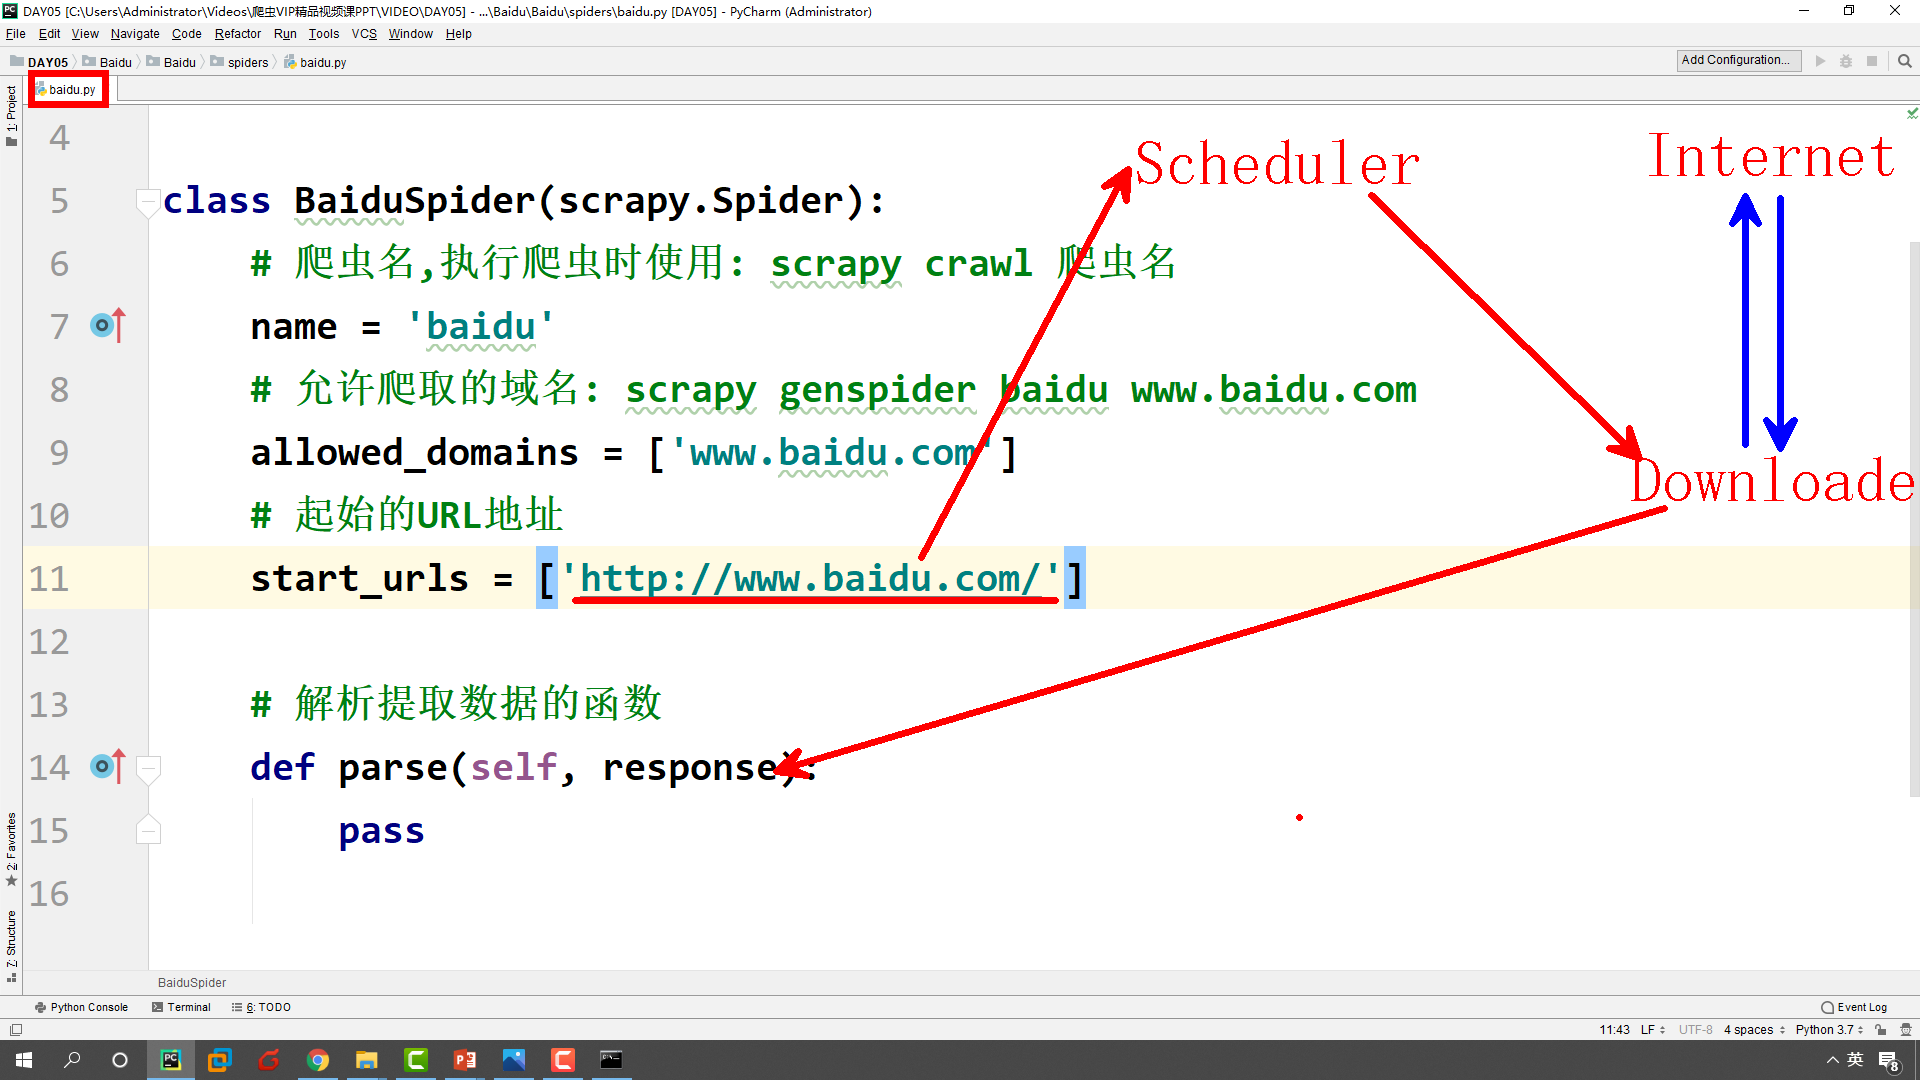 DAY05 [C:\Users\Administrator\Videos\爬虫VIP精品视频课PPT\VIDEO\DAY05] - ...\Baidu\Baidu\spiders\baidu.py [DAY05] - PyCharm (Administrator)
File Edit View Navigate Code Refactor Run Tools VCS Window Help
DAY05 Baidu Baidu spiders baidu.py Add Configuration...
baidu.py
1: Project
Scheduler
Internet
4
5 class BaiduSpider(scrapy.Spider):
6 # 爬虫名,执行爬虫时使用: scrapy crawl 爬虫名
7 name = 'baidu'
8 # 允许爬取的域名: scrapy genspider baidu www.baidu.com
9 allowed_domains = ['www.baidu.com']
Downloade
10 # 起始的URL地址
11 start_urls = ['http://www.baidu.com/']
12
13 # 解析提取数据的函数
14 def parse(self, response):
15 pass
16
2: Favorites
7: Structure
BaiduSpider
Python Console Terminal 6: TODO Event Log
11:43 LF UTF-8 4 spaces Python 3.7
英 8